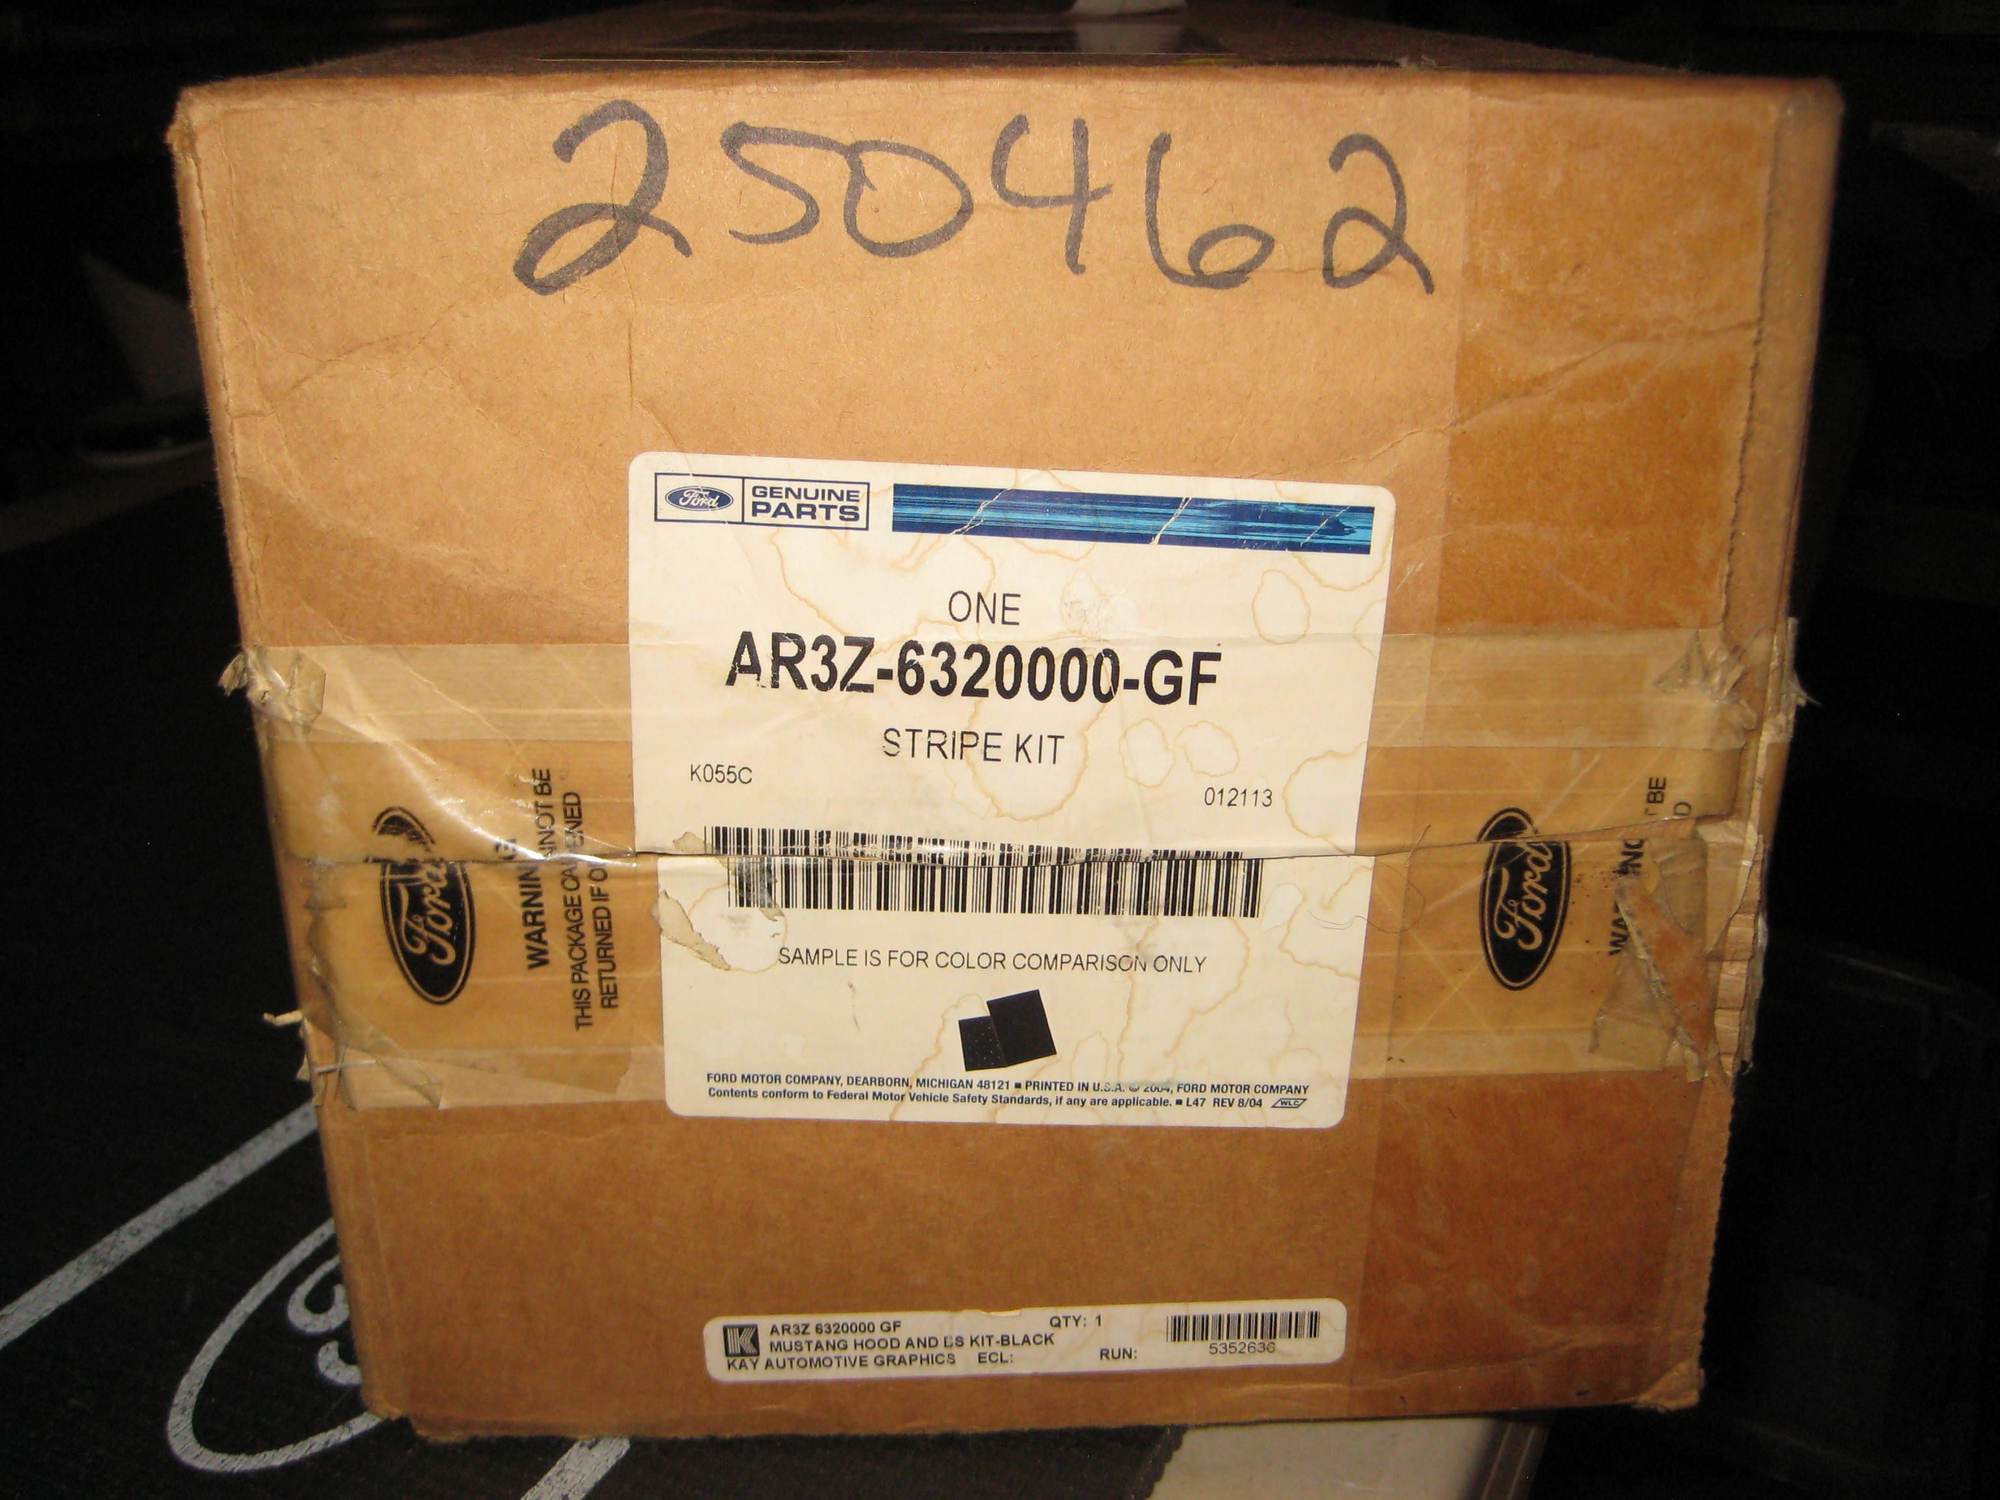 250462
Ford GENUINE PARTS
ONE
AR3Z-6320000-GF
STRIPE KIT
K055C
012113
SAMPLE IS FOR COLOR COMPARISON ONLY
FORD MOTOR COMPANY, DEARBORN, MICHIGAN 48121 ■ PRINTED IN U.S.A. © 2004, FORD MOTOR COMPANY
Contents conform to Federal Motor Vehicle Safety Standards, if any are applicable. ■ L47 REV 8/04 WLC
Ford
WARNING
THIS PACKAGE CANNOT BE
RETURNED IF OPENED
Ford
BE
K
AR3Z 6320000 GF QTY: 1
MUSTANG HOOD AND BS KIT-BLACK
KAY AUTOMOTIVE GRAPHICS ECL: RUN:
5352636